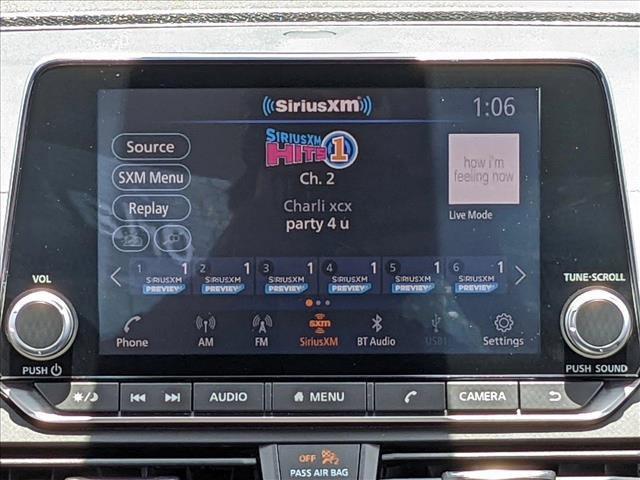 SiriusXM
1:06
SIRIUSXM
HITS 1
Ch. 2
Charli xcx
party 4 u
Source
SXM Menu
Replay
how i'm
feeling now
Live Mode
1 1 2 1 3 1 4 1 5 1 6 1
SIRIUSXM SIRIUSXM SIRIUSXM SIRIUSXM SIRIUSXM SIRIUSXM
PREVIEW PREVIEW PREVIEW PREVIEW PREVIEW PREVIEW
VOL
TUNE·SCROLL
sxm
Phone AM FM SiriusXM BT Audio USB1 Settings
PUSH
PUSH SOUND
AUDIO MENU CAMERA
OFF
PASS AIR BAG